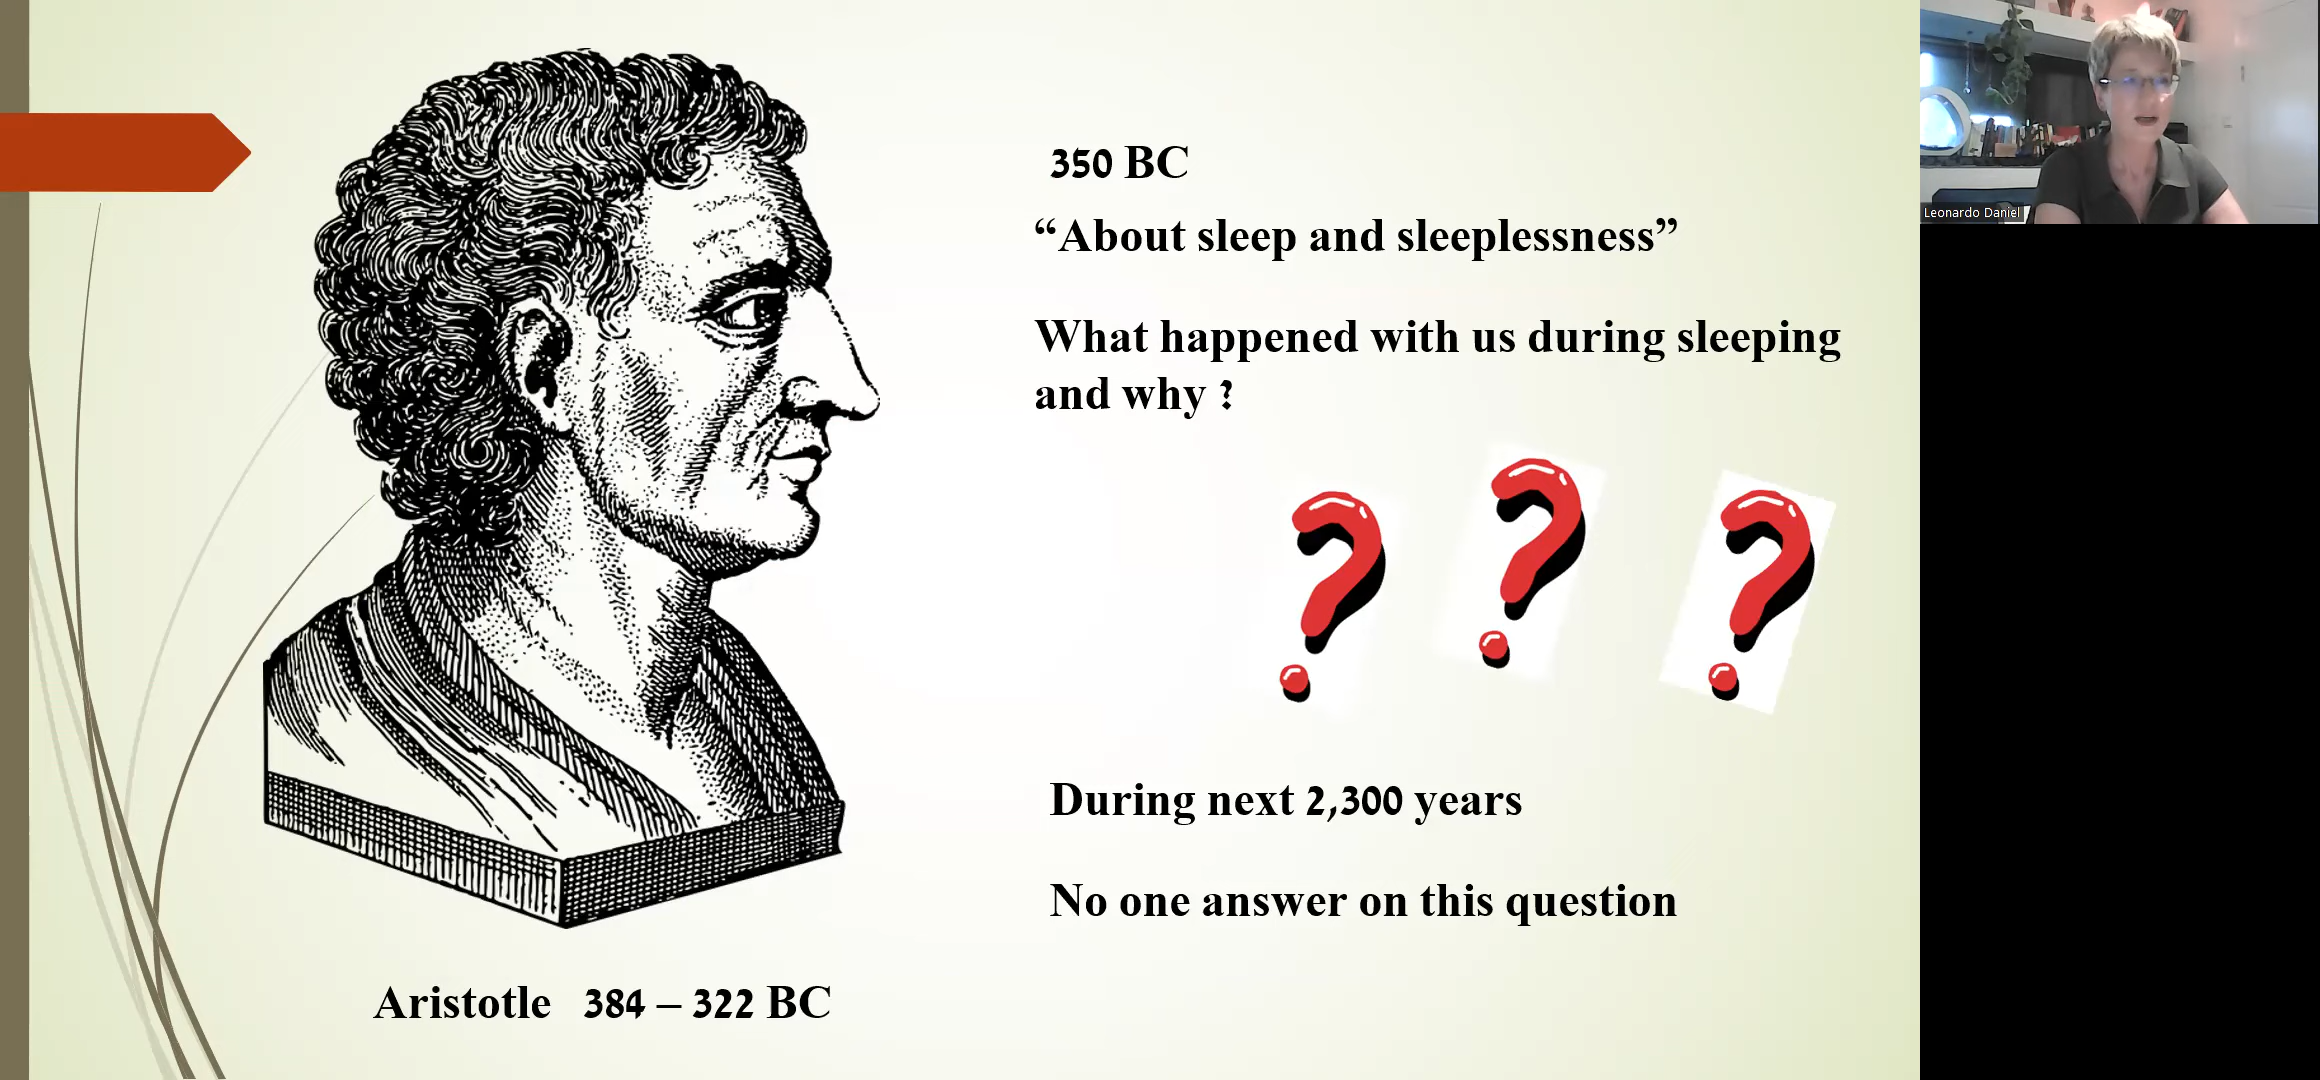 350 BC
“About sleep and sleeplessness”
What happened with us during sleeping
and why ?
During next 2,300 years
No one answer on this question
Aristotle 384 – 322 BC
Leonardo Daniel